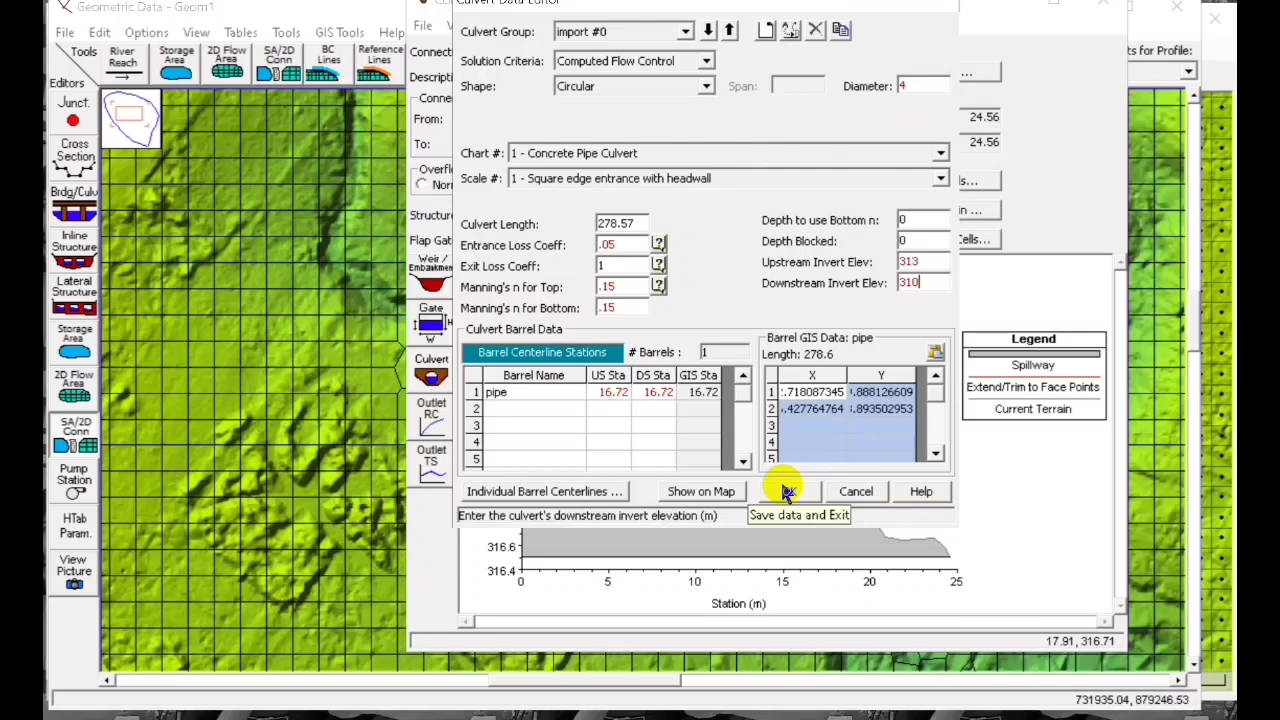 Geometric Data - Geom1
Culvert Data Editor
File Edit Options View Tables Tools GIS Tools Help
File
Tools
Editors
River Reach
Storage Area
2D Flow Area
SA/2D Conn
BC Lines
Reference Lines
Junct.
Cross Section
Brdg/Culv
Inline Structure
Lateral Structure
Storage Area
2D Flow Area
SA/2D Conn
Pump Station
HTab Param.
View Picture
From:
To:
Weir /
Gate
Culvert
Outlet RC
Outlet TS
Culvert Group: import #0
Solution Criteria: Computed Flow Control
Shape: Circular Span: Diameter: 4
Chart #: 1 - Concrete Pipe Culvert
Scale #: 1 - Square edge entrance with headwall
Culvert Length: 278.57
Entrance Loss Coeff: .05
Exit Loss Coeff: 1
Manning's n for Top: .15
Manning's n for Bottom: .15
Depth to use Bottom n: 0
Depth Blocked: 0
Upstream Invert Elev: 313
Downstream Invert Elev: 310
Culvert Barrel Data
Barrel Centerline Stations # Barrels : 1
Barrel Name US Sta DS Sta GIS Sta
1 pipe 16.72 16.72 16.72
2
3
4
5
Barrel GIS Data: pipe
Length: 278.6
X Y
1 .718087345 .888126609
2 .427764764 .893502953
3
4
5
Individual Barrel Centerlines ... Show on Map OK Cancel Help
Enter the culvert's downstream invert elevation (m)
Save data and Exit
ts for Profile:
24.56
24.56
Legend
Spillway
Extend/Trim to Face Points
Current Terrain
316.6
316.4
0 5 10 15 20 25
Station (m)
17.91, 316.71
731935.04, 879246.53